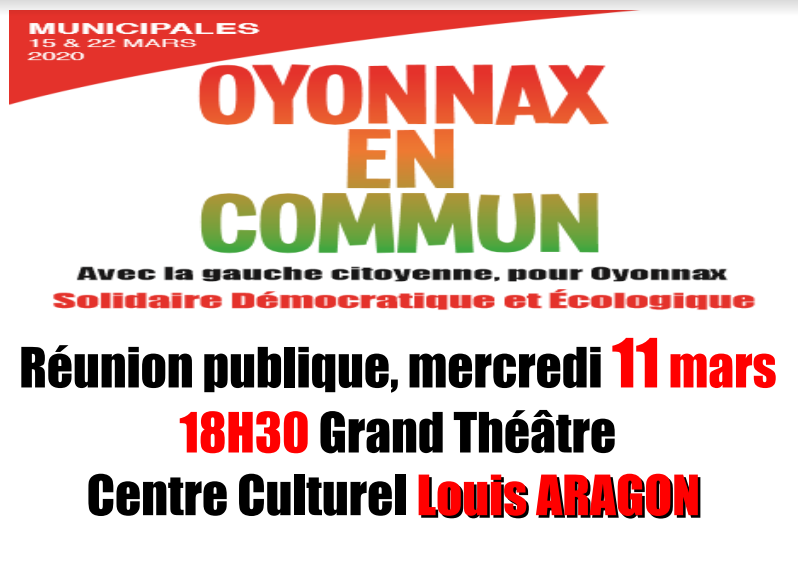 MUNICIPALES
15 & 22 MARS
2020
OYONNAX
EN
COMMUN
Avec la gauche citoyenne, pour Oyonnax
Solidaire Démocratique et Écologique
Réunion publique, mercredi 11 mars
18H30 Grand Théâtre
Centre Culturel Louis ARAGON